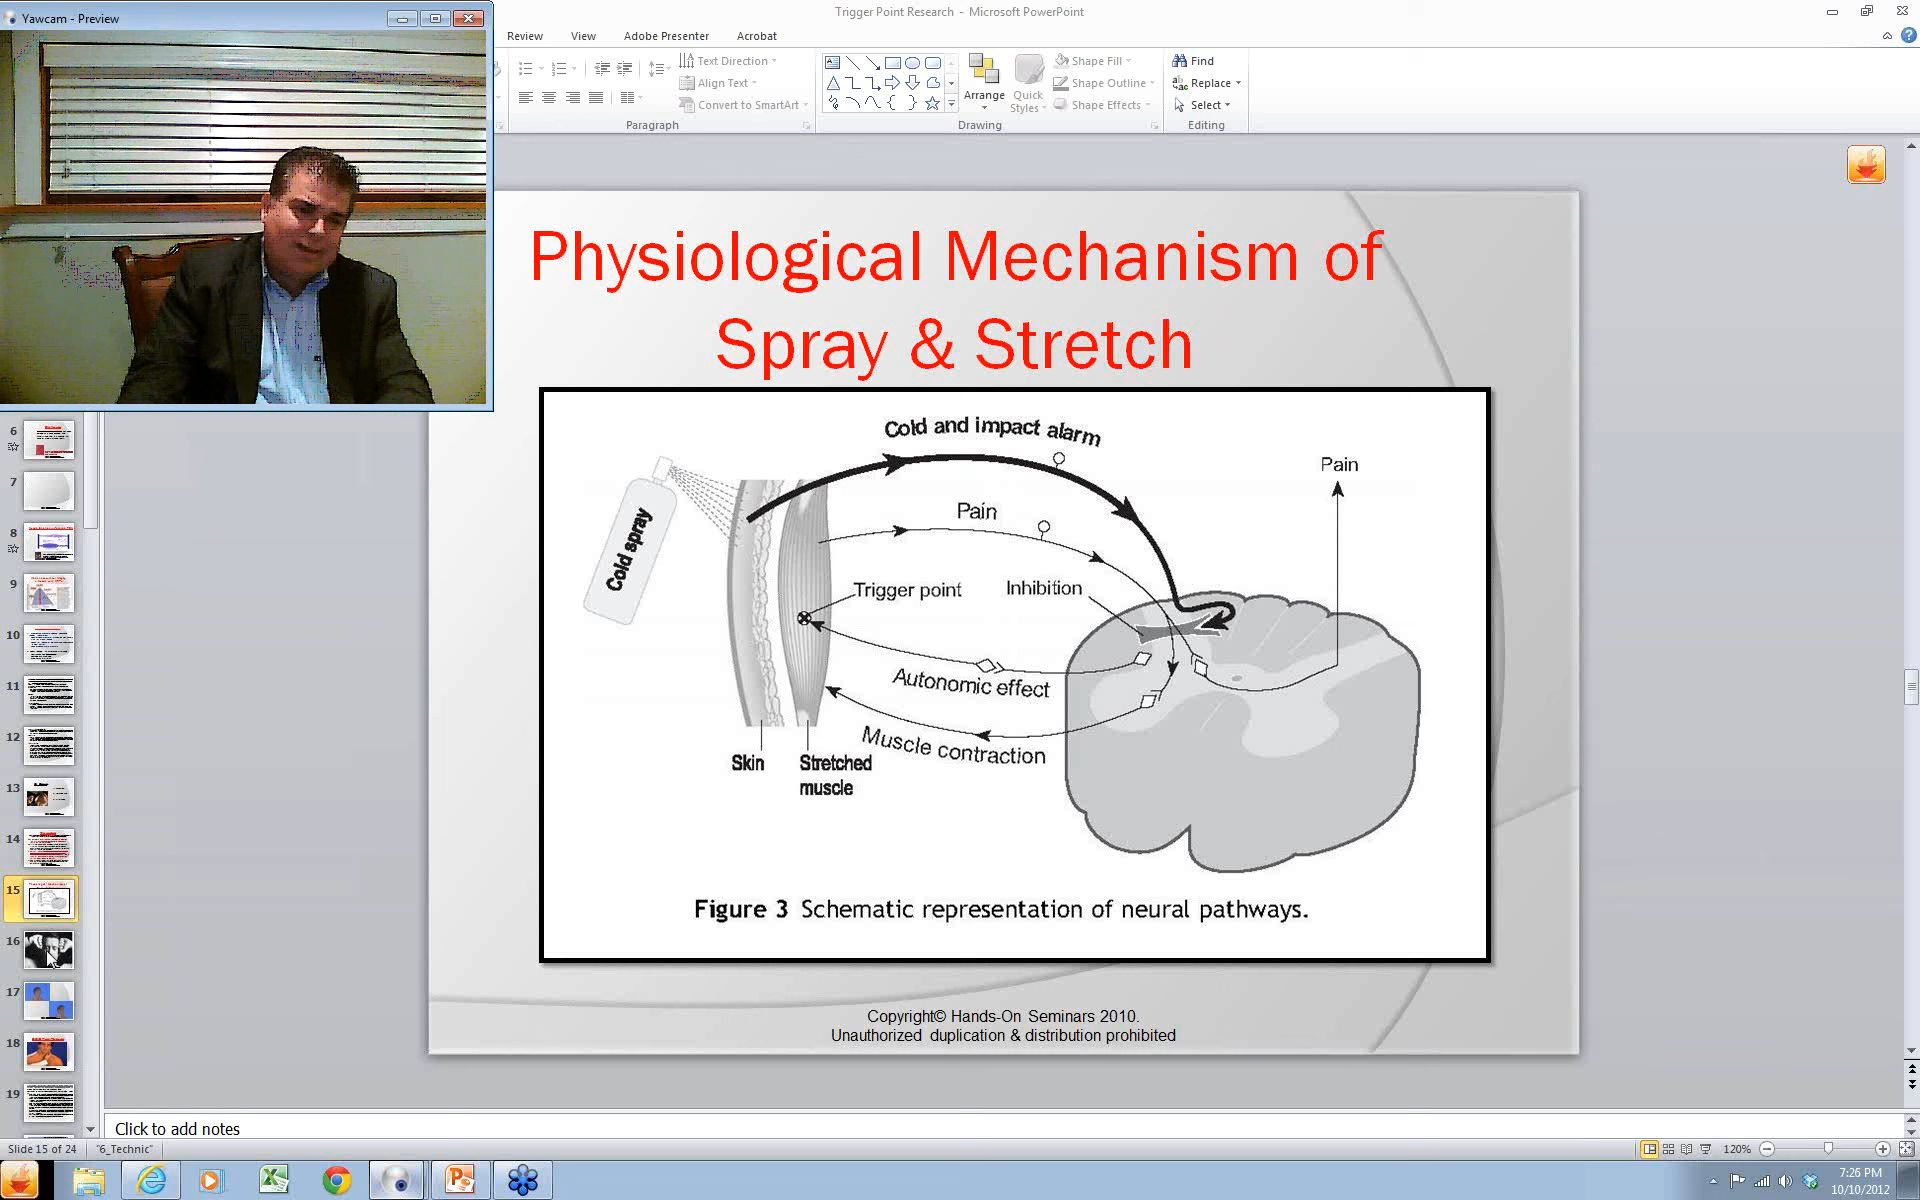 Yawcam - Preview
Trigger Point Research - Microsoft PowerPoint
Review View Adobe Presenter Acrobat
Text Direction
Align Text
Convert to SmartArt
Paragraph
Arrange
Quick Styles
Shape Fill
Shape Outline
Shape Effects
Drawing
Find
Replace
Select
Editing
Physiological Mechanism of
Spray & Stretch
Cold and impact alarm
Pain
Pain
Cold spray
Trigger point
Inhibition
Autonomic effect
Muscle contraction
Skin
Stretched
muscle
Figure 3 Schematic representation of neural pathways.
Copyright© Hands-On Seminars 2010.
Unauthorized duplication & distribution prohibited
6
7
8
9
10
11
12
13
14
15
16
17
18
19
Click to add notes
Slide 15 of 24
"6_Technic"
120%
7:26 PM
10/10/2012